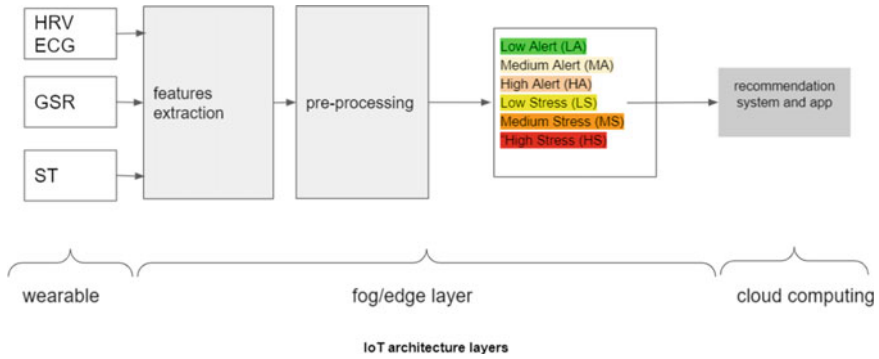 HRV
ECG
GSR
ST
features
extraction
pre-processing
Low Alert (LA)
Medium Alert (MA)
High Alert (HA)
Low Stress (LS)
Medium Stress (MS)
"High Stress (HS)
recommendation
system and app
wearable
fog/edge layer
cloud computing
IoT architecture layers